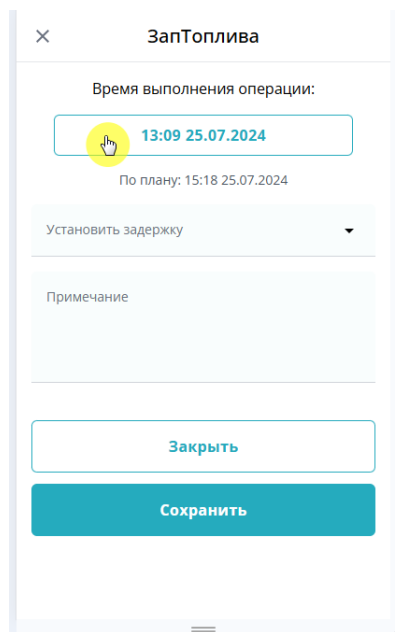 ЗапТоплива
Время выполнения операции:
13:09 25.07.2024
По плану: 15:18 25.07.2024
Установить задержку
Примечание
Закрыть
Сохранить